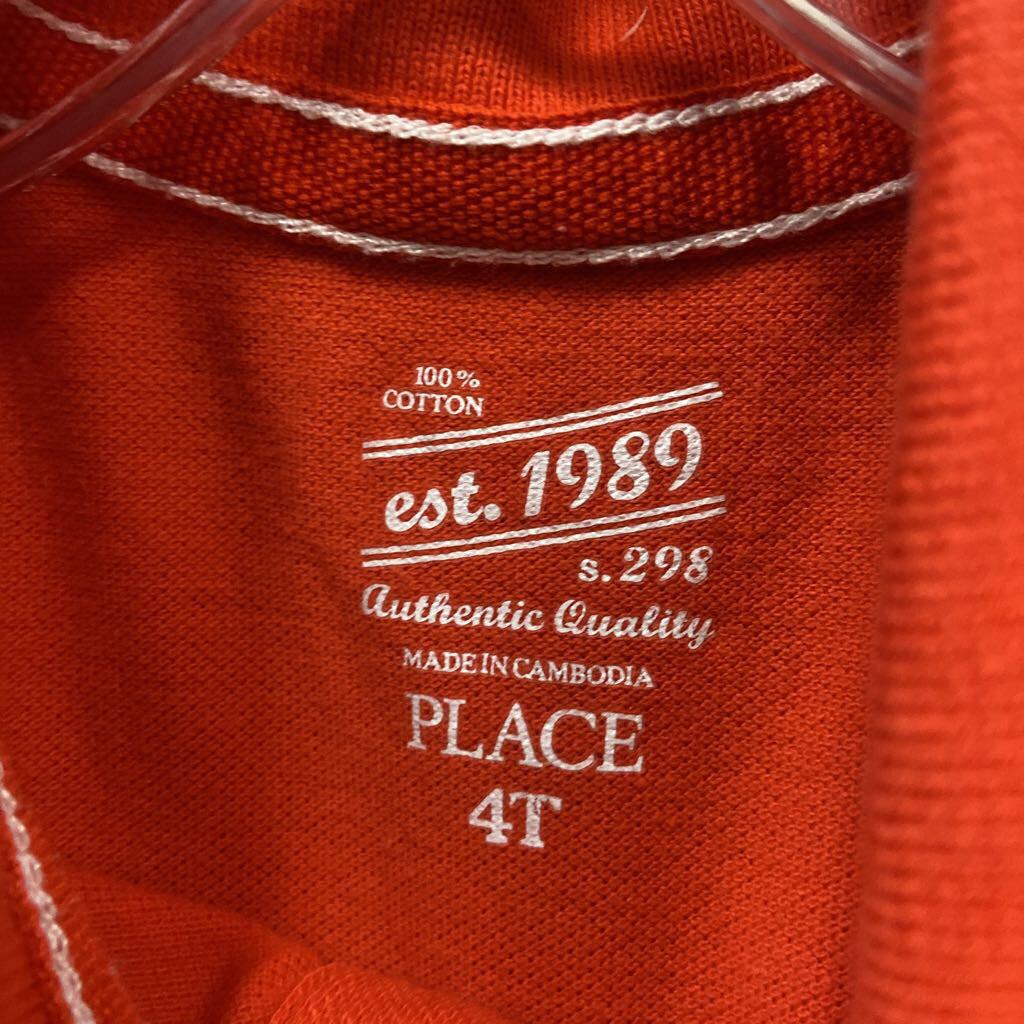 100%
COTTON
est. 1989
s. 298
Authentic Quality
MADE IN CAMBODIA
PLACE
4T